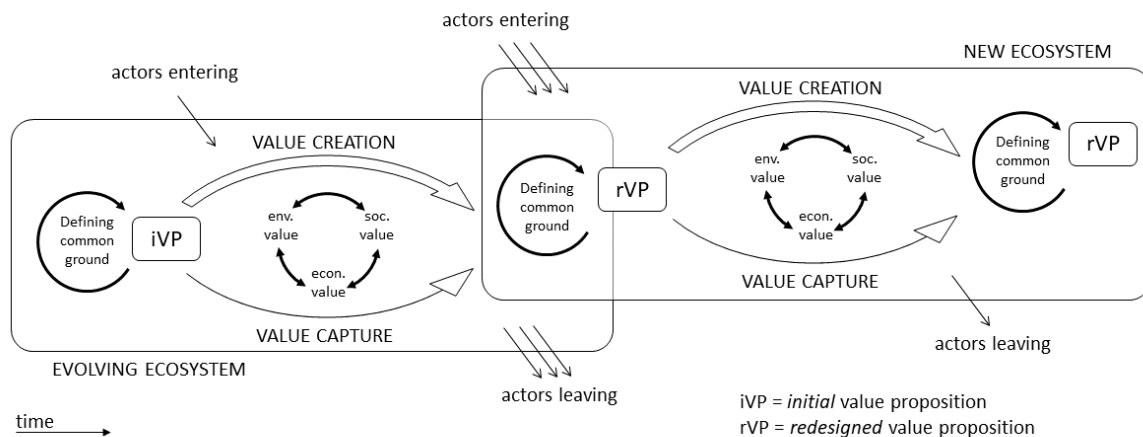 actors entering
NEW ECOSYSTEM
actors entering
VALUE CREATION
VALUE CREATION
Defining
common
ground
iVP
env.
value
soc.
value
econ.
value
VALUE CAPTURE
EVOLVING ECOSYSTEM
Defining
common
ground
rVP
env.
value
soc.
value
econ.
value
VALUE CAPTURE
Defining
common
ground
rVP
actors leaving
actors leaving
time
iVP = initial value proposition
rVP = redesigned value proposition